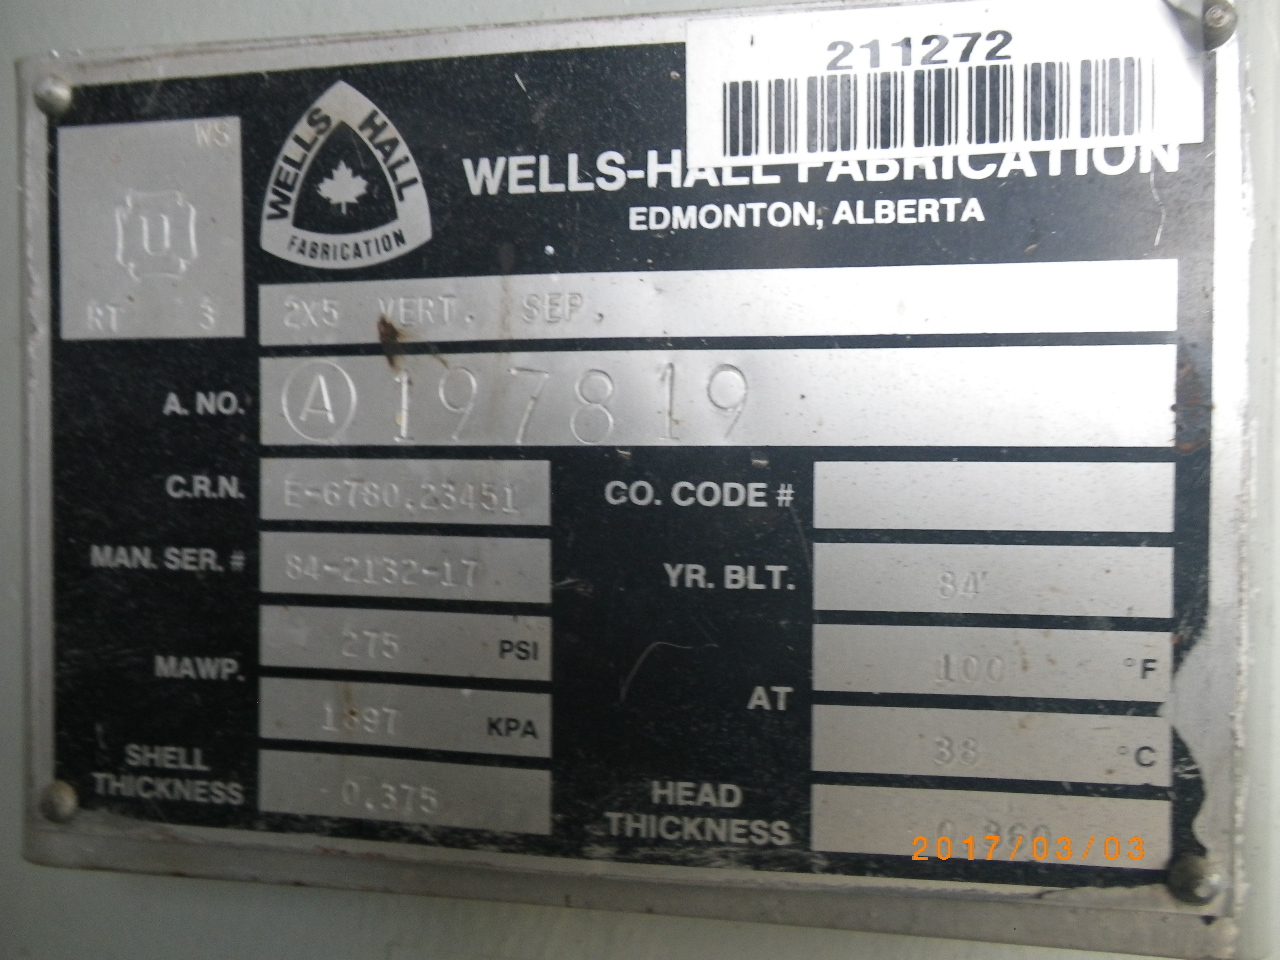 211272
WS
U
RT 3
WELLS HALL
FABRICATION
WELLS-HALL FABRICATION
EDMONTON, ALBERTA
2X5 VERT. SEP.
A. NO. A 197819
C.R.N. E-6780.23451
CO. CODE #
MAN. SER. # 84-2132-17
YR. BLT. 84
MAWP. 275 PSI
1897 KPA
AT 100 °F
38 °C
SHELL
THICKNESS 0.375
HEAD
THICKNESS
2017/03/03